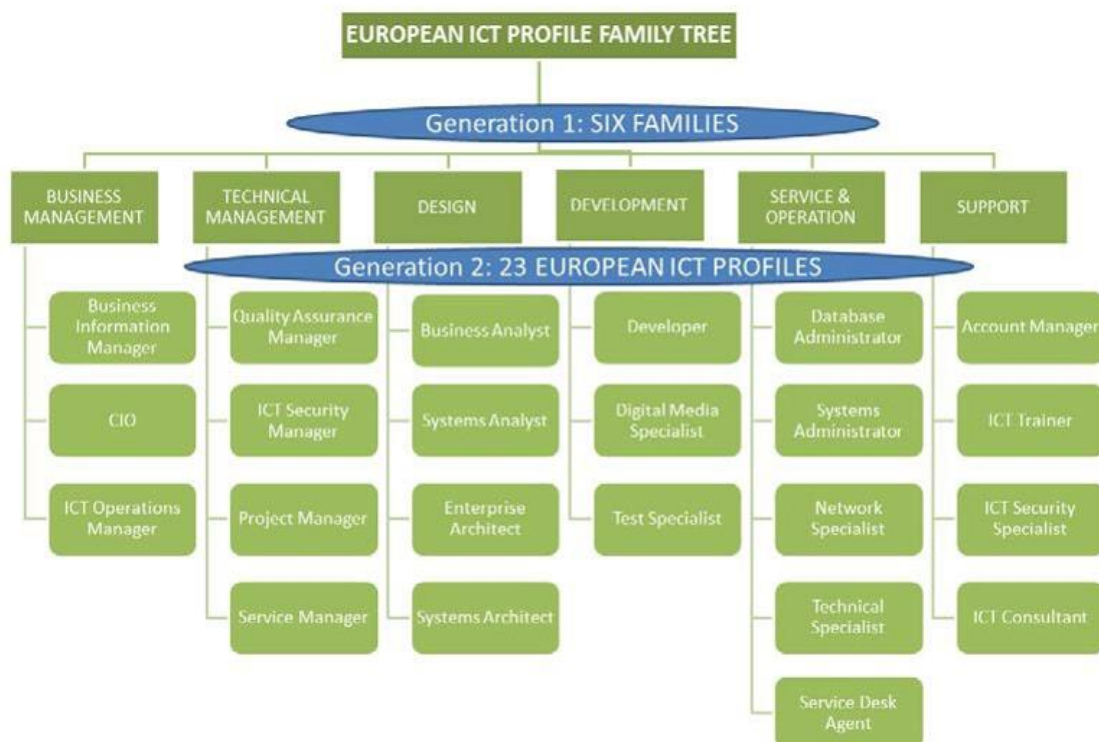 EUROPEAN ICT PROFILE FAMILY TREE
Generation 1: SIX FAMILIES
BUSINESS
MANAGEMENT
TECHNICAL
MANAGEMENT
DESIGN
DEVELOPMENT
SERVICE &
OPERATION
SUPPORT
Generation 2: 23 EUROPEAN ICT PROFILES
Business
Information
Manager
CIO
ICT Operations
Manager
Quality Assurance
Manager
ICT Security
Manager
Project Manager
Service Manager
Business Analyst
Systems Analyst
Enterprise
Architect
Systems Architect
Developer
Digital Media
Specialist
Test Specialist
Database
Administrator
Systems
Administrator
Network
Specialist
Technical
Specialist
Service Desk
Agent
Account Manager
ICT Trainer
ICT Security
Specialist
ICT Consultant